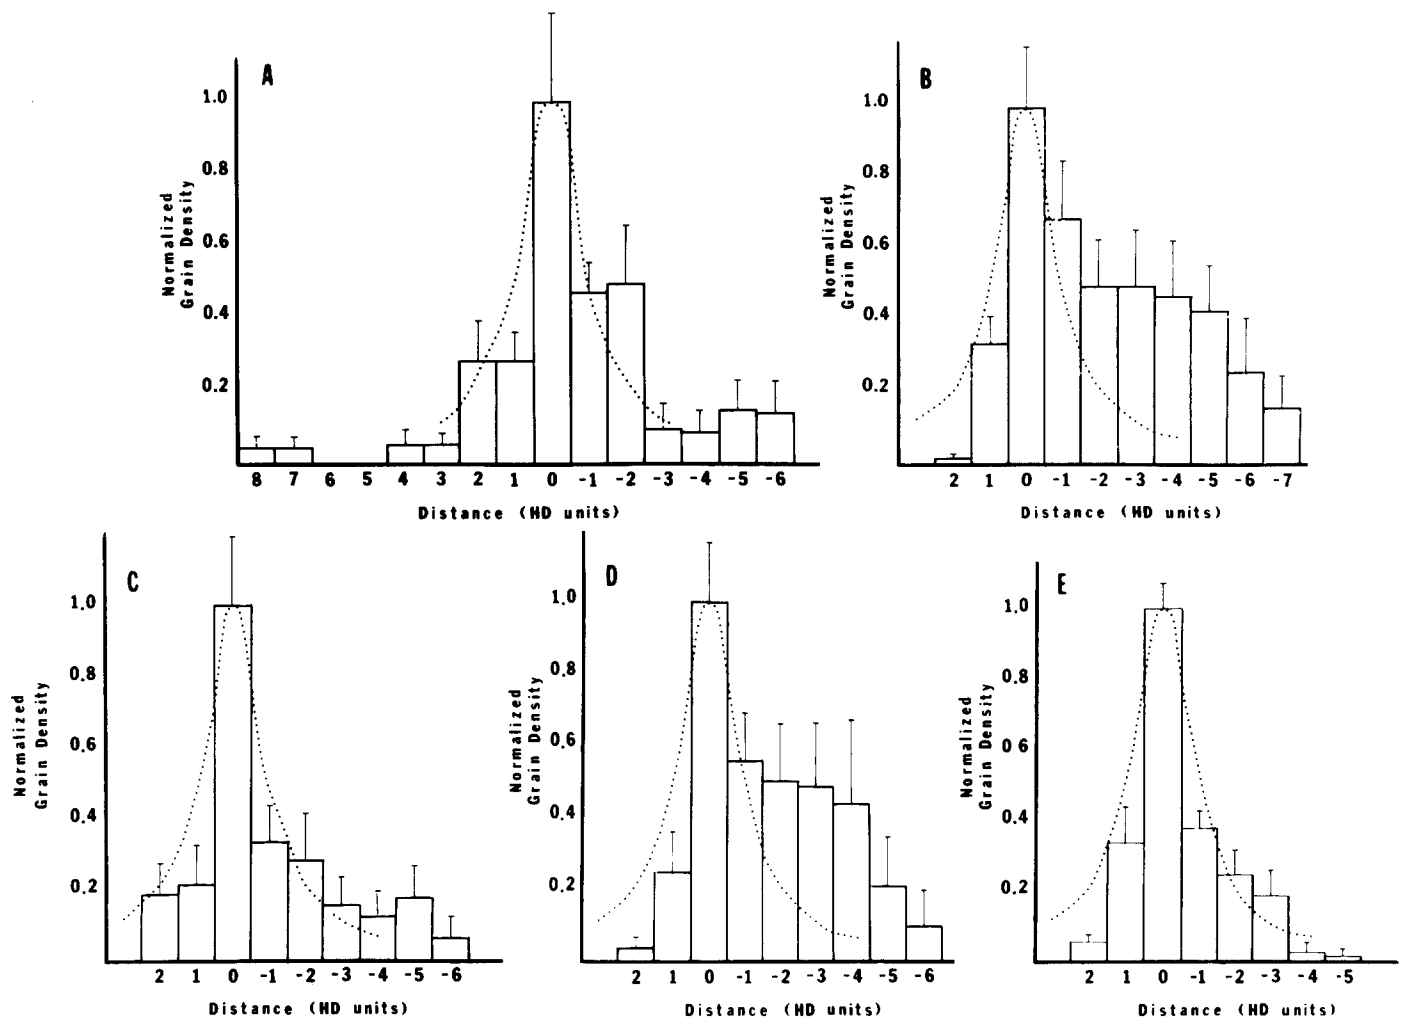 A
1.0
0.8
0.6
0.4
0.2
Normalized
Grain Density
8 7 6 5 4 3 2 1 0 -1 -2 -3 -4 -5 -6
Distance (HD units)
B
1.0
0.8
0.6
0.4
0.2
Normalized
Grain Density
2 1 0 -1 -2 -3 -4 -5 -6 -7
Distance (HD units)
C
1.0
0.8
0.6
0.4
0.2
Normalized
Grain Density
2 1 0 -1 -2 -3 -4 -5 -6
Distance (HD units)
D
1.0
0.8
0.6
0.4
0.2
Normalized
Grain Density
2 1 0 -1 -2 -3 -4 -5 -6
Distance (HD units)
E
1.0
0.8
0.6
0.4
0.2
Normalized
Grain Density
2 1 0 -1 -2 -3 -4 -5
Distance (HD units)